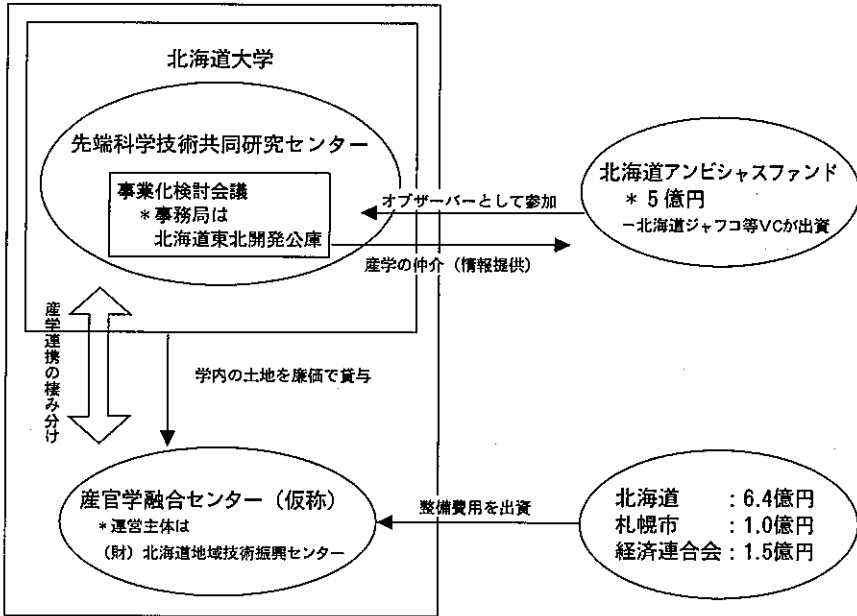 北海道大学
先端科学技術共同研究センター
事業化検討会議
*事務局は
北海道東北開発公庫
オブザーバーとして参加
産学の仲介(情報提供)
北海道アンビシャスファンド
*5億円
-北海道ジャフコ等VCが出資
産学連携の棲み分け
学内の土地を廉価で貸与
産官学融合センター(仮称)
*運営主体は
(財)北海道地域技術振興センター
整備費用を出資
北海道 :6.4億円
札幌市 :1.0億円
経済連合会:1.5億円